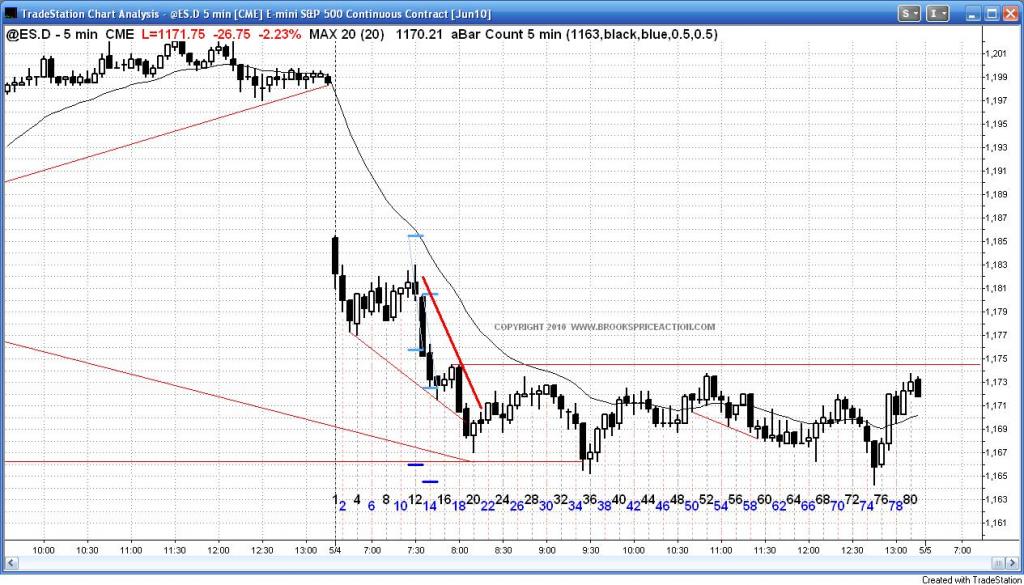 TradeStation Chart Analysis - @ES.D 5 min [CME] E-mini S&P 500 Continuous Contract [Jun10]
S I
@ES.D - 5 min CME L=1171.75 -26.75 -2.23% MAX 20 (20) 1170.21 aBar Count 5 min (1163,black,blue,0.5,0.5)
1,201
1,199
1,197
1,195
1,193
1,191
1,189
1,187
1,185
1,183
1,181
1,179
1,177
1,175
1,173
1,171
1,169
1,167
1,165
1,163
1,161
COPYRIGHT 2010 WWW.BROOKSPRICEACTION.COM
1 4 8 12 16 20 24 28 32 36 40 44 48 52 56 60 64 68 72 76 80
2 6 10 14 18 22 26 30 34 38 42 46 50 54 58 62 66 70 74 78
10:00 10:30 11:00 11:30 12:00 12:30 13:00 5/4 7:00 7:30 8:00 8:30 9:00 9:30 10:00 10:30 11:00 11:30 12:00 12:30 13:00 5/5 7:00
Created with TradeStation